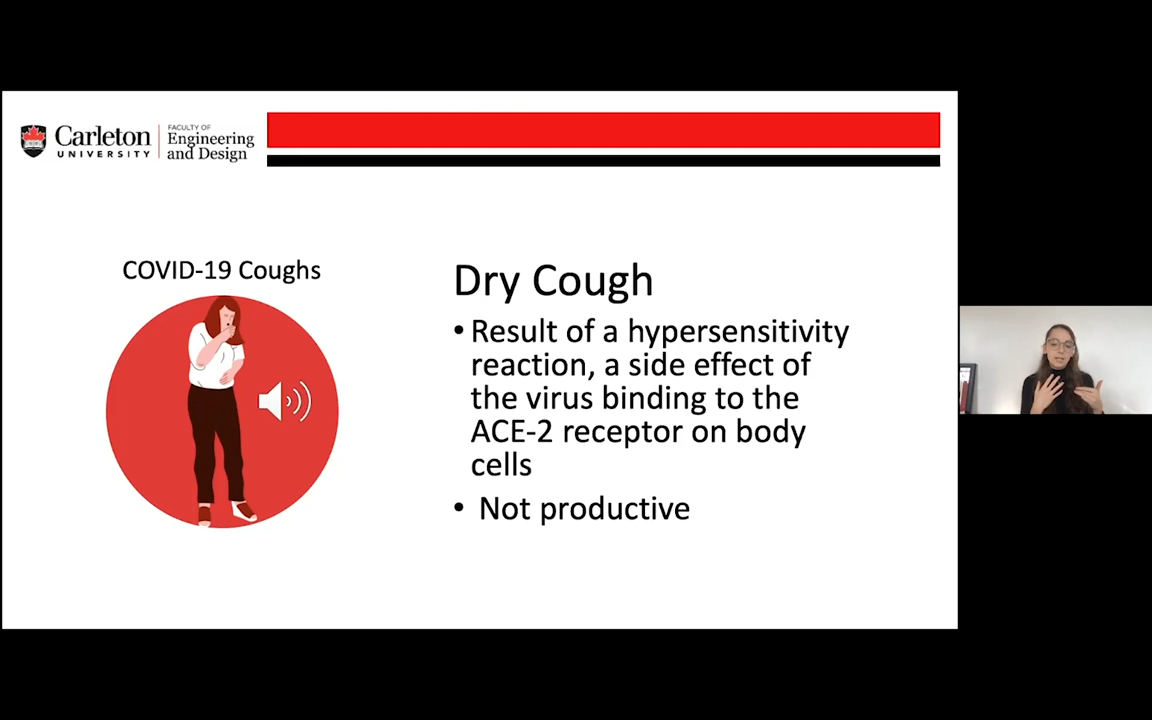 Carleton
UNIVERSITY
FACULTY OF
Engineering
and Design
COVID-19 Coughs
Dry Cough
• Result of a hypersensitivity
reaction, a side effect of
the virus binding to the
ACE-2 receptor on body
cells
• Not productive